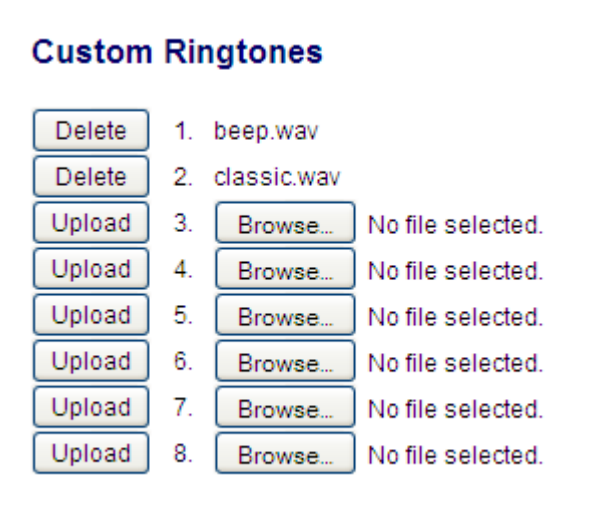 Custom Ringtones
Delete 1. beep.wav
Delete 2. classic.wav
Upload 3. Browse... No file selected.
Upload 4. Browse... No file selected.
Upload 5. Browse... No file selected.
Upload 6. Browse... No file selected.
Upload 7. Browse... No file selected.
Upload 8. Browse... No file selected.